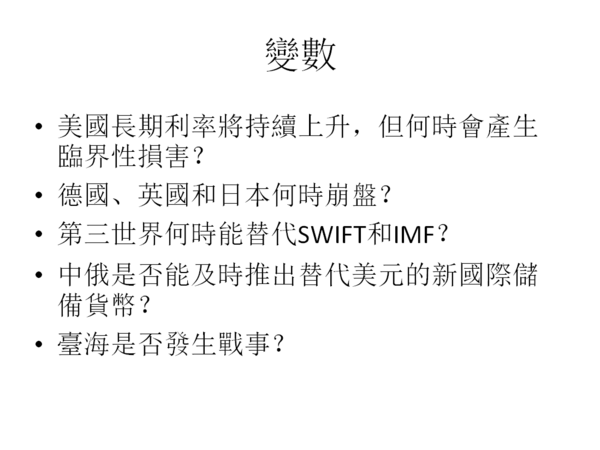 變數
• 美國長期利率將持續上升，但何時會產生
臨界性損害？
• 德國、英國和日本何時崩盤？
• 第三世界何時能替代SWIFT和IMF？
• 中俄是否能及時推出替代美元的新國際儲
備貨幣？
• 臺海是否發生戰事？